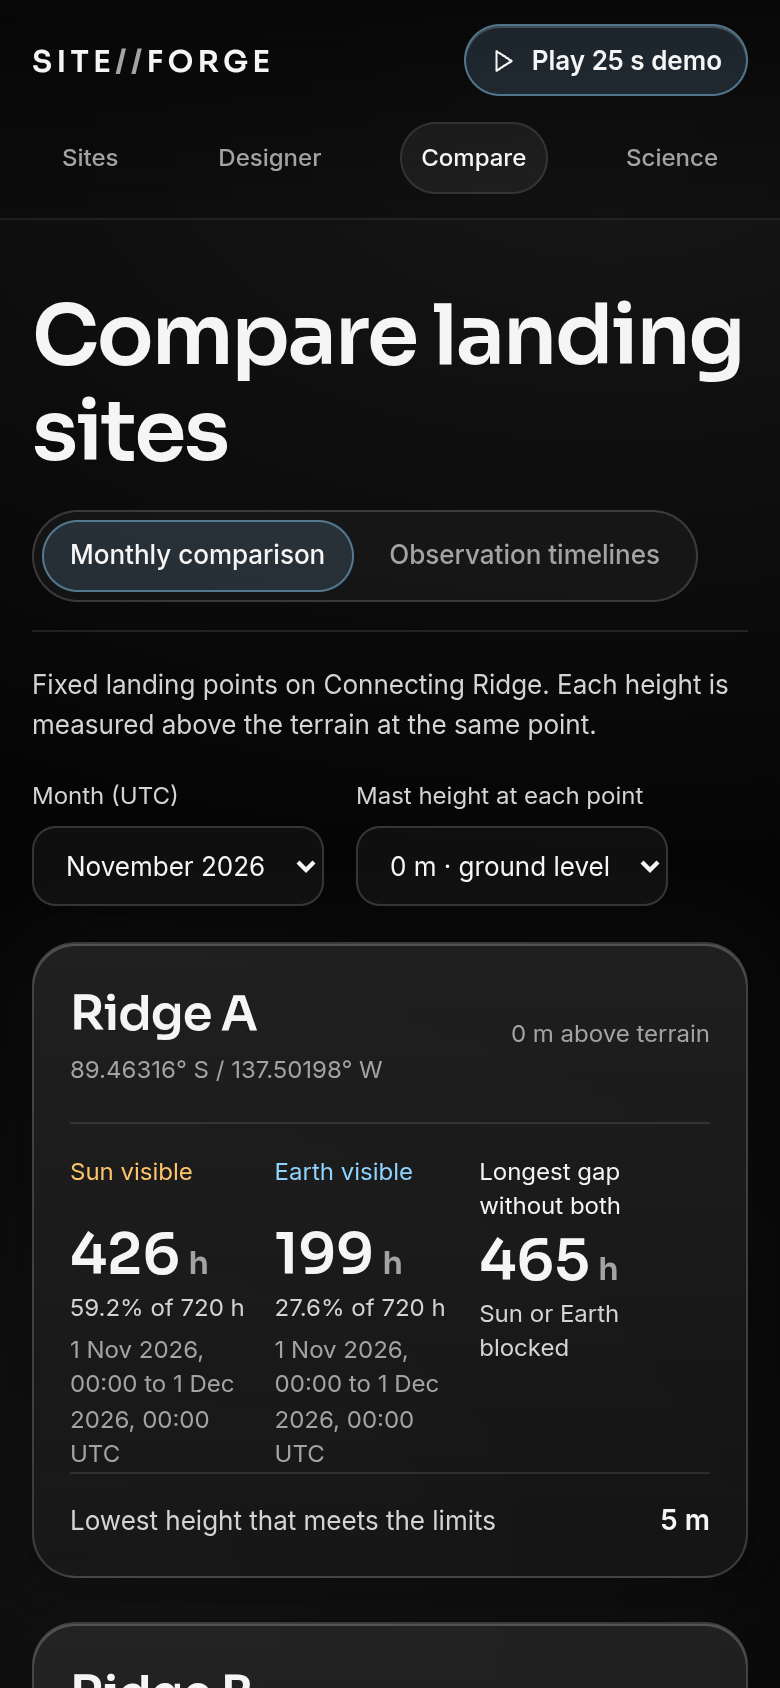 SITE//FORGE
Play 25 s demo
Sites
Designer
Compare
Science
Compare landing
sites
Monthly comparison
Observation timelines
Fixed landing points on Connecting Ridge. Each height is
measured above the terrain at the same point.
Month (UTC)
Mast height at each point
November 2026
0 m · ground level
Ridge A
0 m above terrain
89.46316° S / 137.50198° W
Sun visible
426 h
59.2% of 720 h
1 Nov 2026,
00:00 to 1 Dec
2026, 00:00
UTC
Earth visible
199 h
27.6% of 720 h
1 Nov 2026,
00:00 to 1 Dec
2026, 00:00
UTC
Longest gap
without both
465 h
Sun or Earth
blocked
Lowest height that meets the limits
5 m
Ridge B